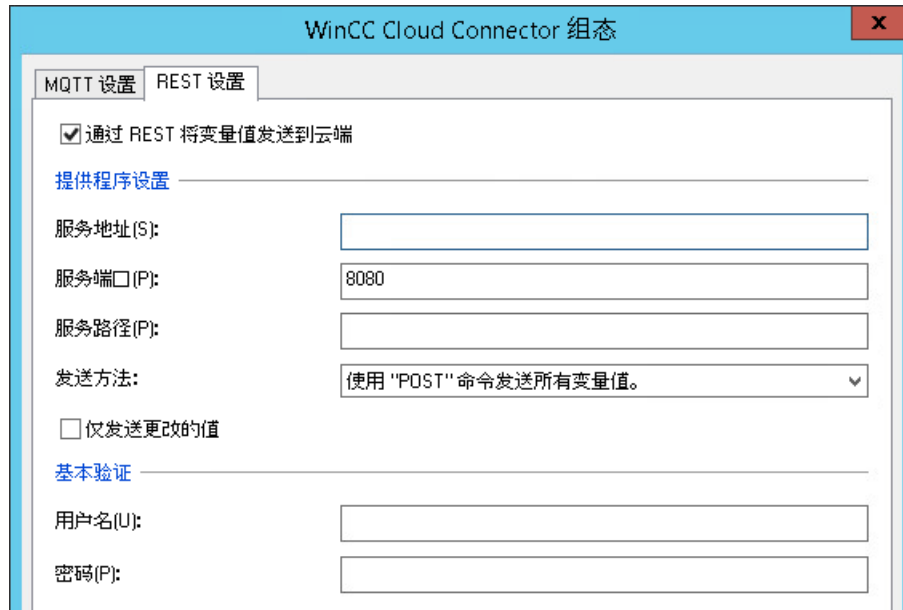 WinCC Cloud Connector 组态
x
MQTT 设置 REST 设置
通过 REST 将变量值发送到云端
提供程序设置
服务地址(S):
服务端口(P): 8080
服务路径(P):
发送方法: 使用 "POST" 命令发送所有变量值。
仅发送更改的值
基本验证
用户名(U):
密码(P):